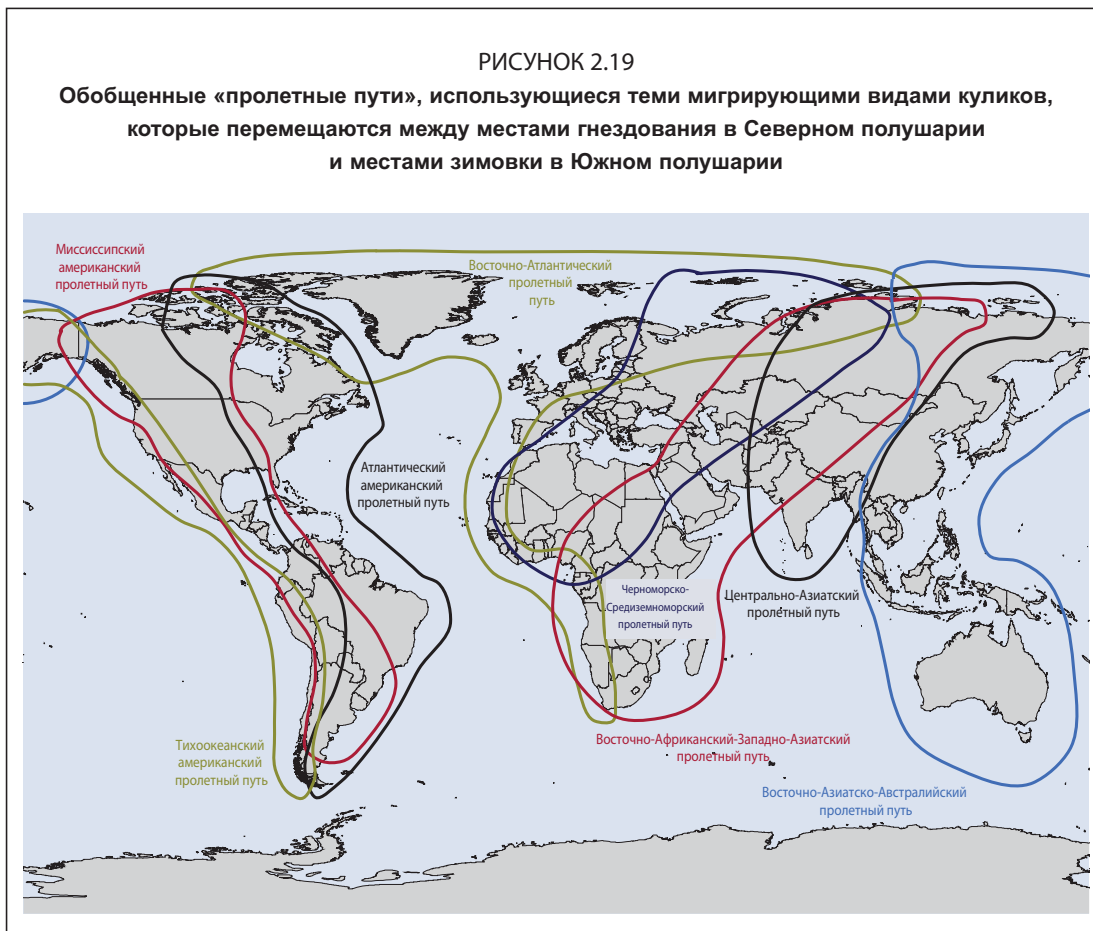 РИСУНОК 2.19
Обобщенные «пролетные пути», использующиеся теми мигрирующими видами куликов,
которые перемещаются между местами гнездования в Северном полушарии
и местами зимовки в Южном полушарии
Миссиссипский
американский
пролетный путь
Восточно-Атлантический
пролетный
путь
Атлантический
американский
пролетный путь
Черноморско-
Средиземноморский
пролетный путь
Центрально-Азиатский
пролетный путь
Тихоокеанский
американский
пролетный путь
Восточно-Африканский-Западно-Азиатский
пролетный путь
Восточно-Азиатско-Австралийский
пролетный путь